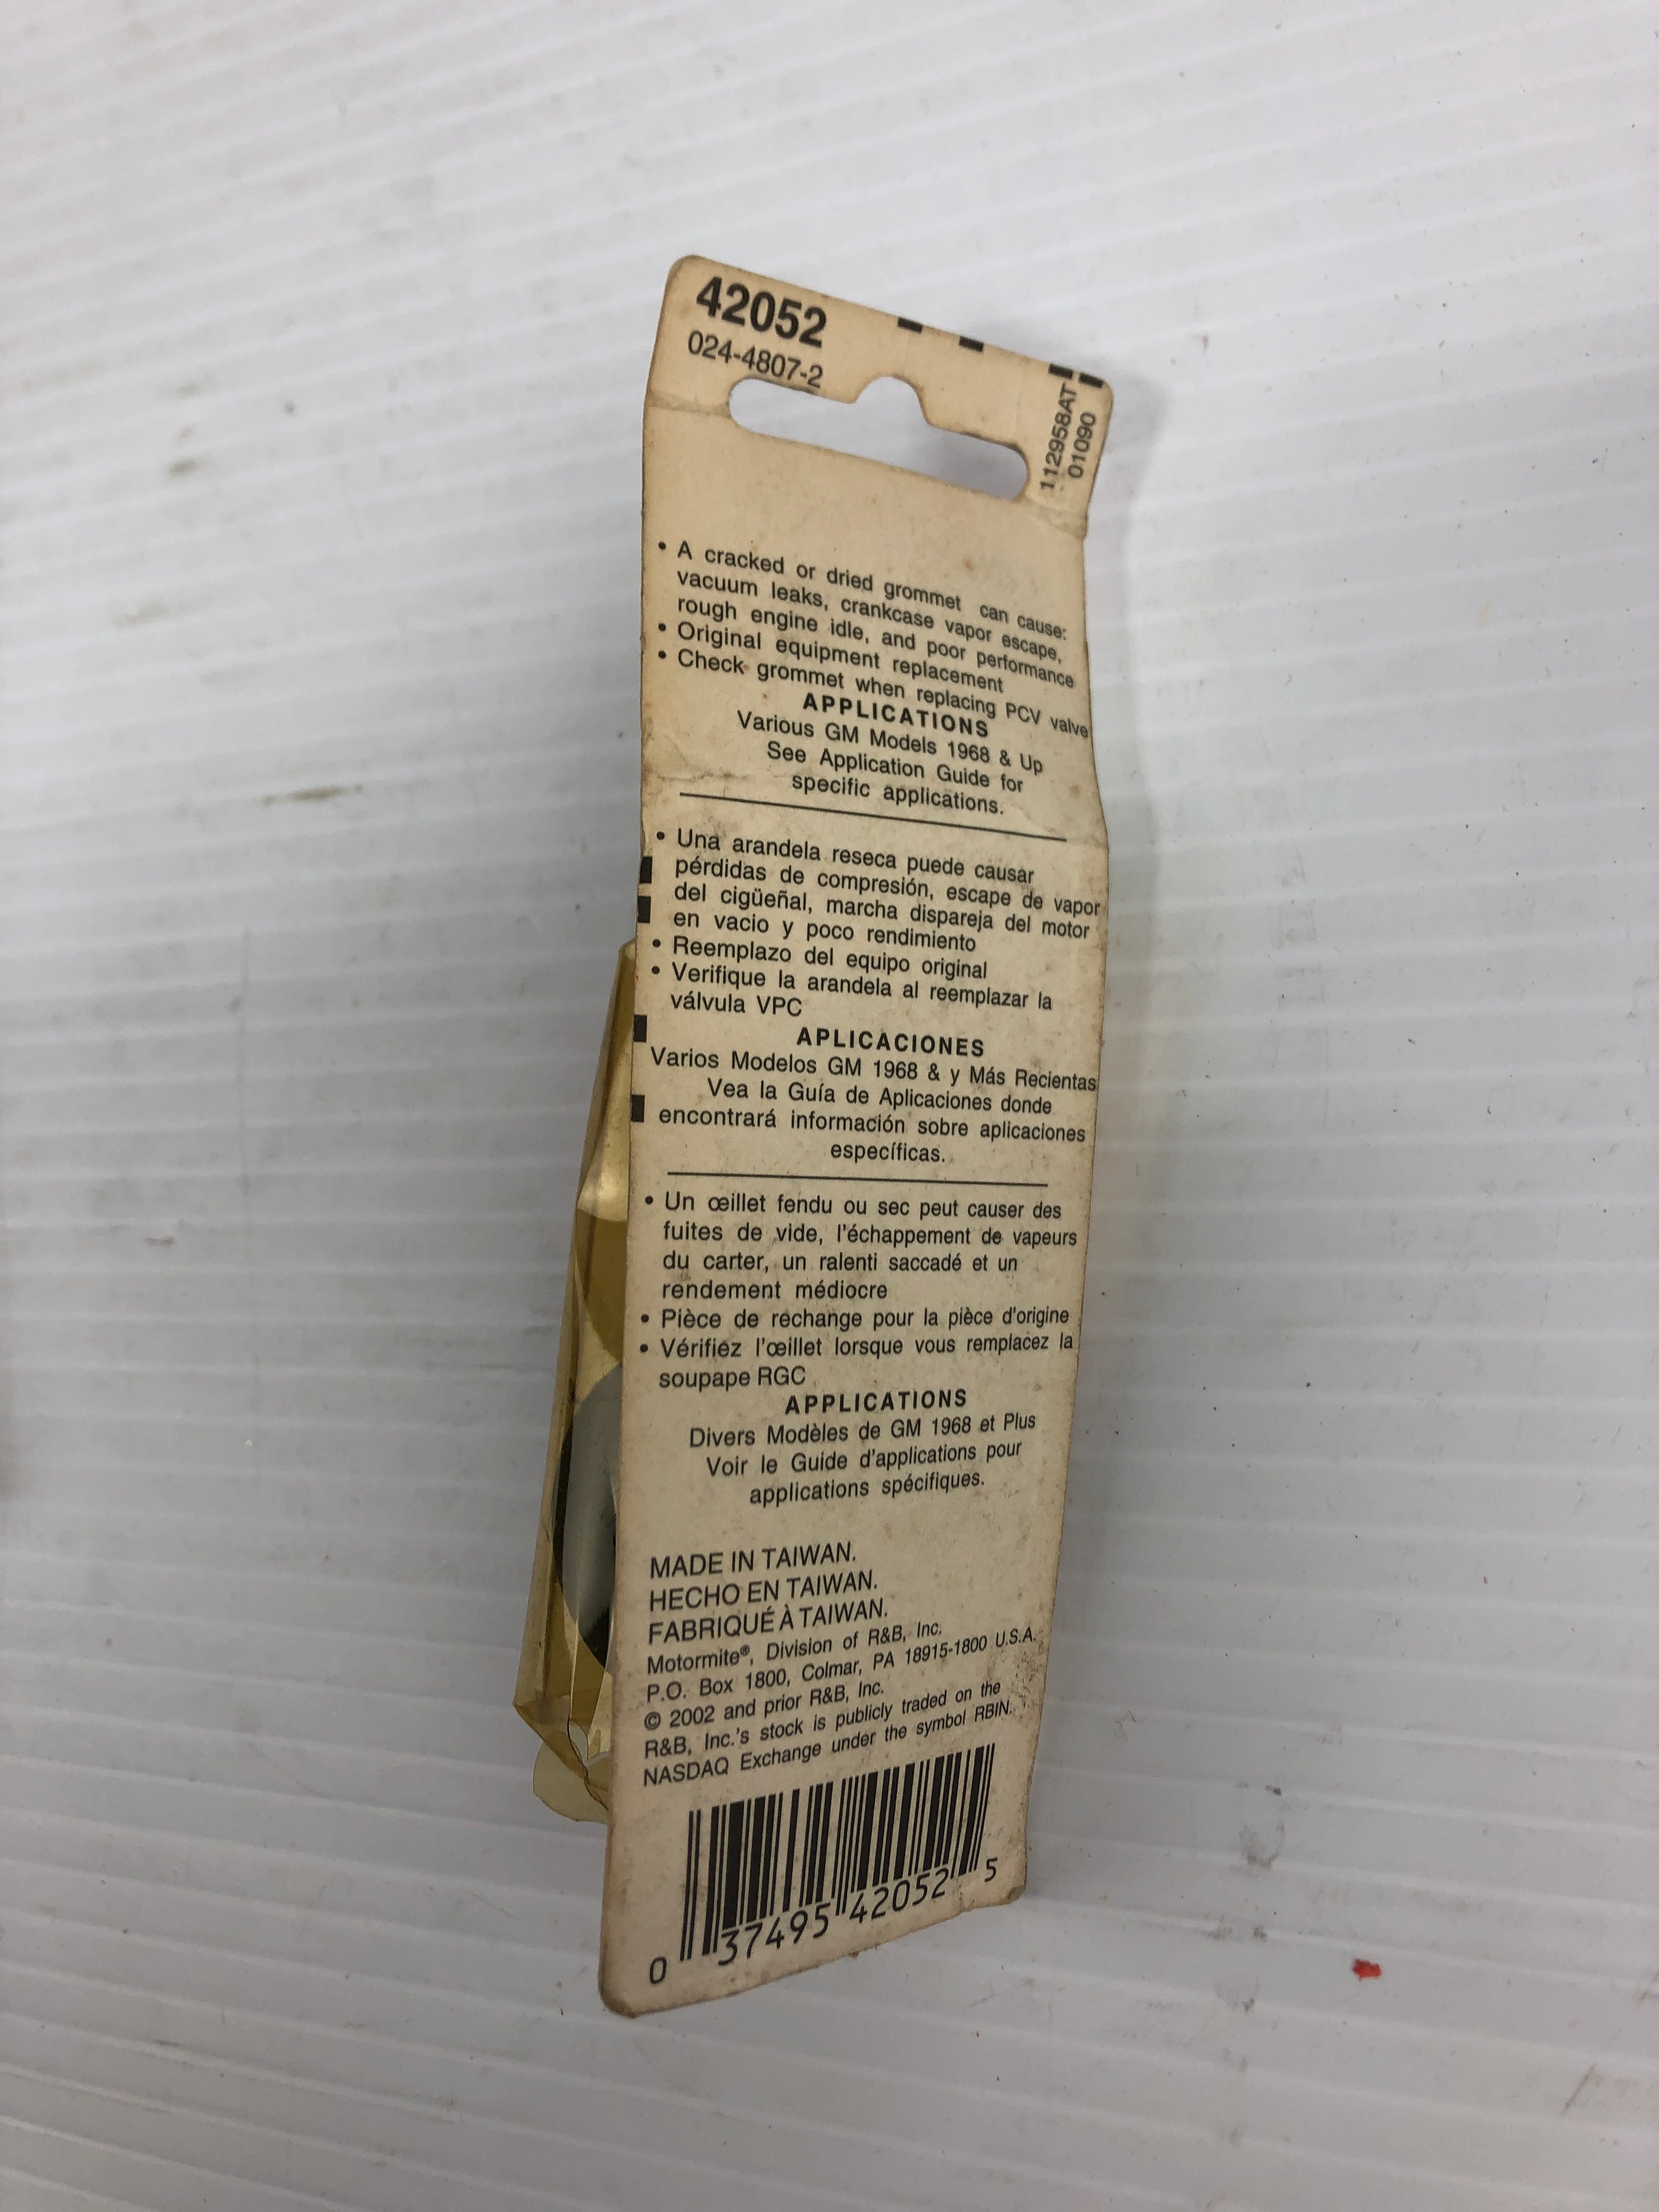 42052
024-4807-2
112958AT
01090
• A cracked or dried grommet can cause:
vacuum leaks, crankcase vapor escape,
rough engine idle, and poor performance
• Original equipment replacement
• Check grommet when replacing PCV valve
APPLICATIONS
Various GM Models 1968 & Up
See Application Guide for
specific applications.
• Una arandela reseca puede causar
pérdidas de compresión, escape de vapor
del cigüeñal, marcha dispareja del motor
en vacio y poco rendimiento
• Reemplazo del equipo original
• Verifique la arandela al reemplazar la
válvula VPC
APLICACIONES
Varios Modelos GM 1968 & y Más Recientas
Vea la Guía de Aplicaciones donde
encontrará información sobre aplicaciones
específicas.
• Un œillet fendu ou sec peut causer des
fuites de vide, l'échappement de vapeurs
du carter, un ralenti saccadé et un
rendement médiocre
• Pièce de rechange pour la pièce d'origine
• Vérifiez l'œillet lorsque vous remplacez la
soupape RGC
APPLICATIONS
Divers Modèles de GM 1968 et Plus
Voir le Guide d'applications pour
applications spécifiques.
MADE IN TAIWAN.
HECHO EN TAIWAN.
FABRIQUÉ À TAIWAN.
Motormite®, Division of R&B, Inc.
P.O. Box 1800, Colmar, PA 18915-1800 U.S.A.
© 2002 and prior R&B, Inc.
R&B, Inc.'s stock is publicly traded on the
NASDAQ Exchange under the symbol RBIN.
0 37495 42052 5